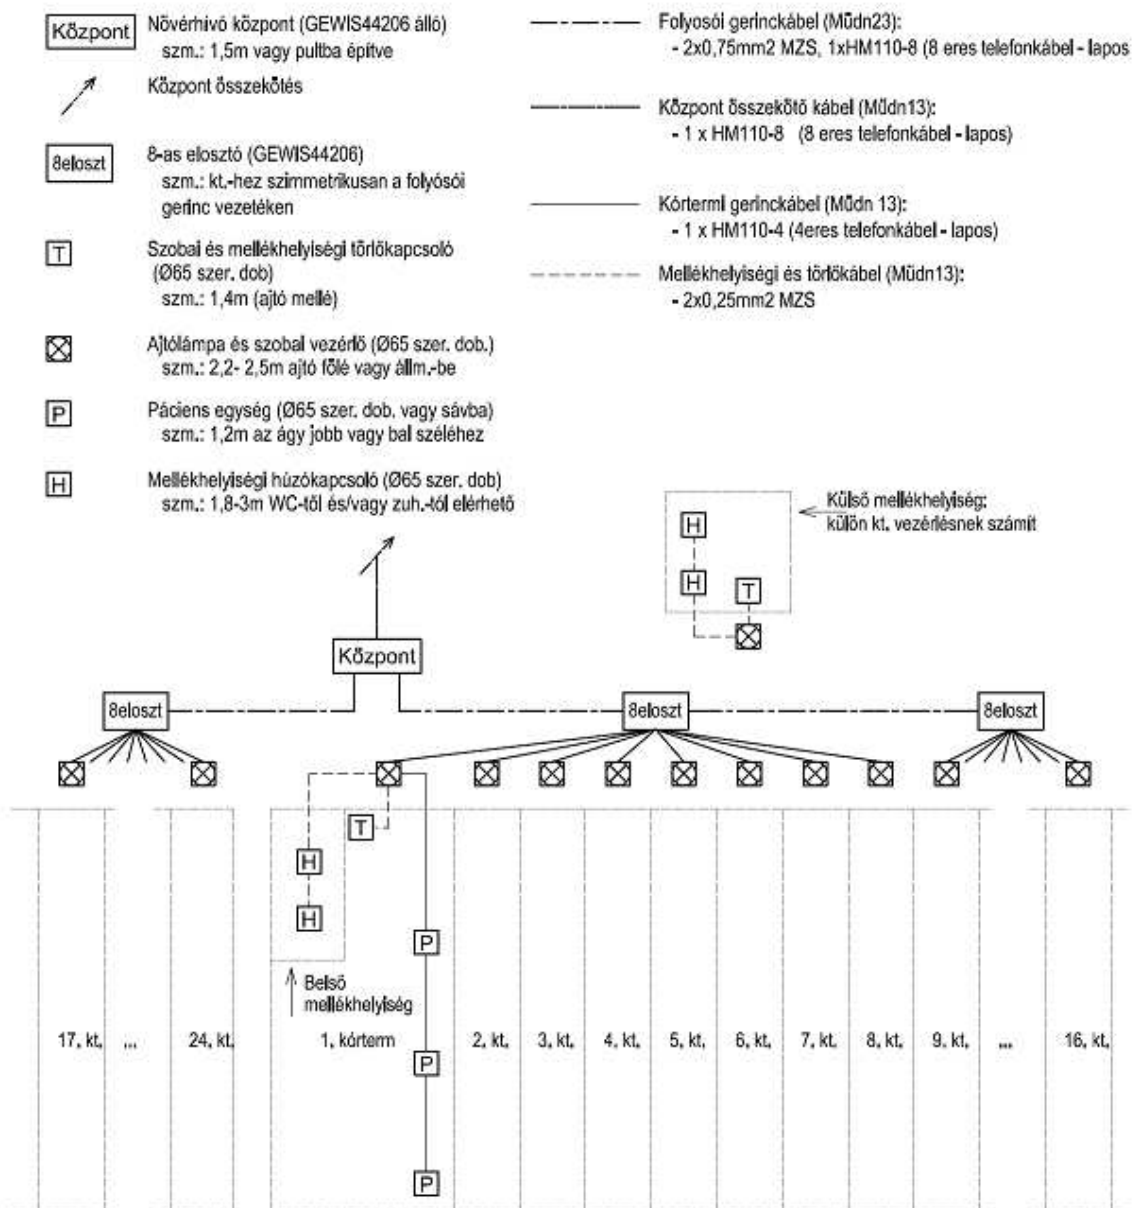 Központ
Nővérhívó központ (GEWIS44206 álló)
szm.: 1,5m vagy pultba építve
Központ összekötés
8eloszt
8-as elosztó (GEWIS44206)
szm.: kt.-hez szimmetrikusan a folyósói
gerinc vezetéken
T
Szobai és mellékhelyiségi törlőkapcsoló
(Ø65 szer. dob)
szm.: 1,4m (ajtó mellé)
Ajtólámpa és szobai vezérlő (Ø65 szer. dob.)
szm.: 2,2- 2,5m ajtó fölé vagy állm.-be
P
Páciens egység (Ø65 szer. dob. vagy sávba)
szm.: 1,2m az ágy jobb vagy bal széléhez
H
Mellékhelyiségi húzókapcsoló (Ø65 szer. dob)
szm.: 1,8-3m WC-től és/vagy zuh.-tól elérhető
Folyosói gerinckábel (Müdn23):
- 2x0,75mm2 MZS, 1xHM110-8 (8 eres telefonkábel - lapos
Központ összekötő kábel (Müdn13):
- 1 x HM110-8 (8 eres telefonkábel - lapos)
Kórtermi gerinckábel (Müdn 13):
- 1 x HM110-4 (4eres telefonkábel - lapos)
Mellékhelyiségi és törlőkábel (Müdn13):
- 2x0,25mm2 MZS
Külső mellékhelyiség:
külön kt. vezérlésnek számít
H
H
T
Központ
8eloszt
8eloszt
8eloszt
T
H
H
P
Belső
mellékhelyiség
17. kt.
...
24. kt.
1. kórterm
2. kt.
3. kt.
4. kt.
5. kt.
6. kt.
7. kt.
8. kt.
9. kt.
...
16. kt.
P
P